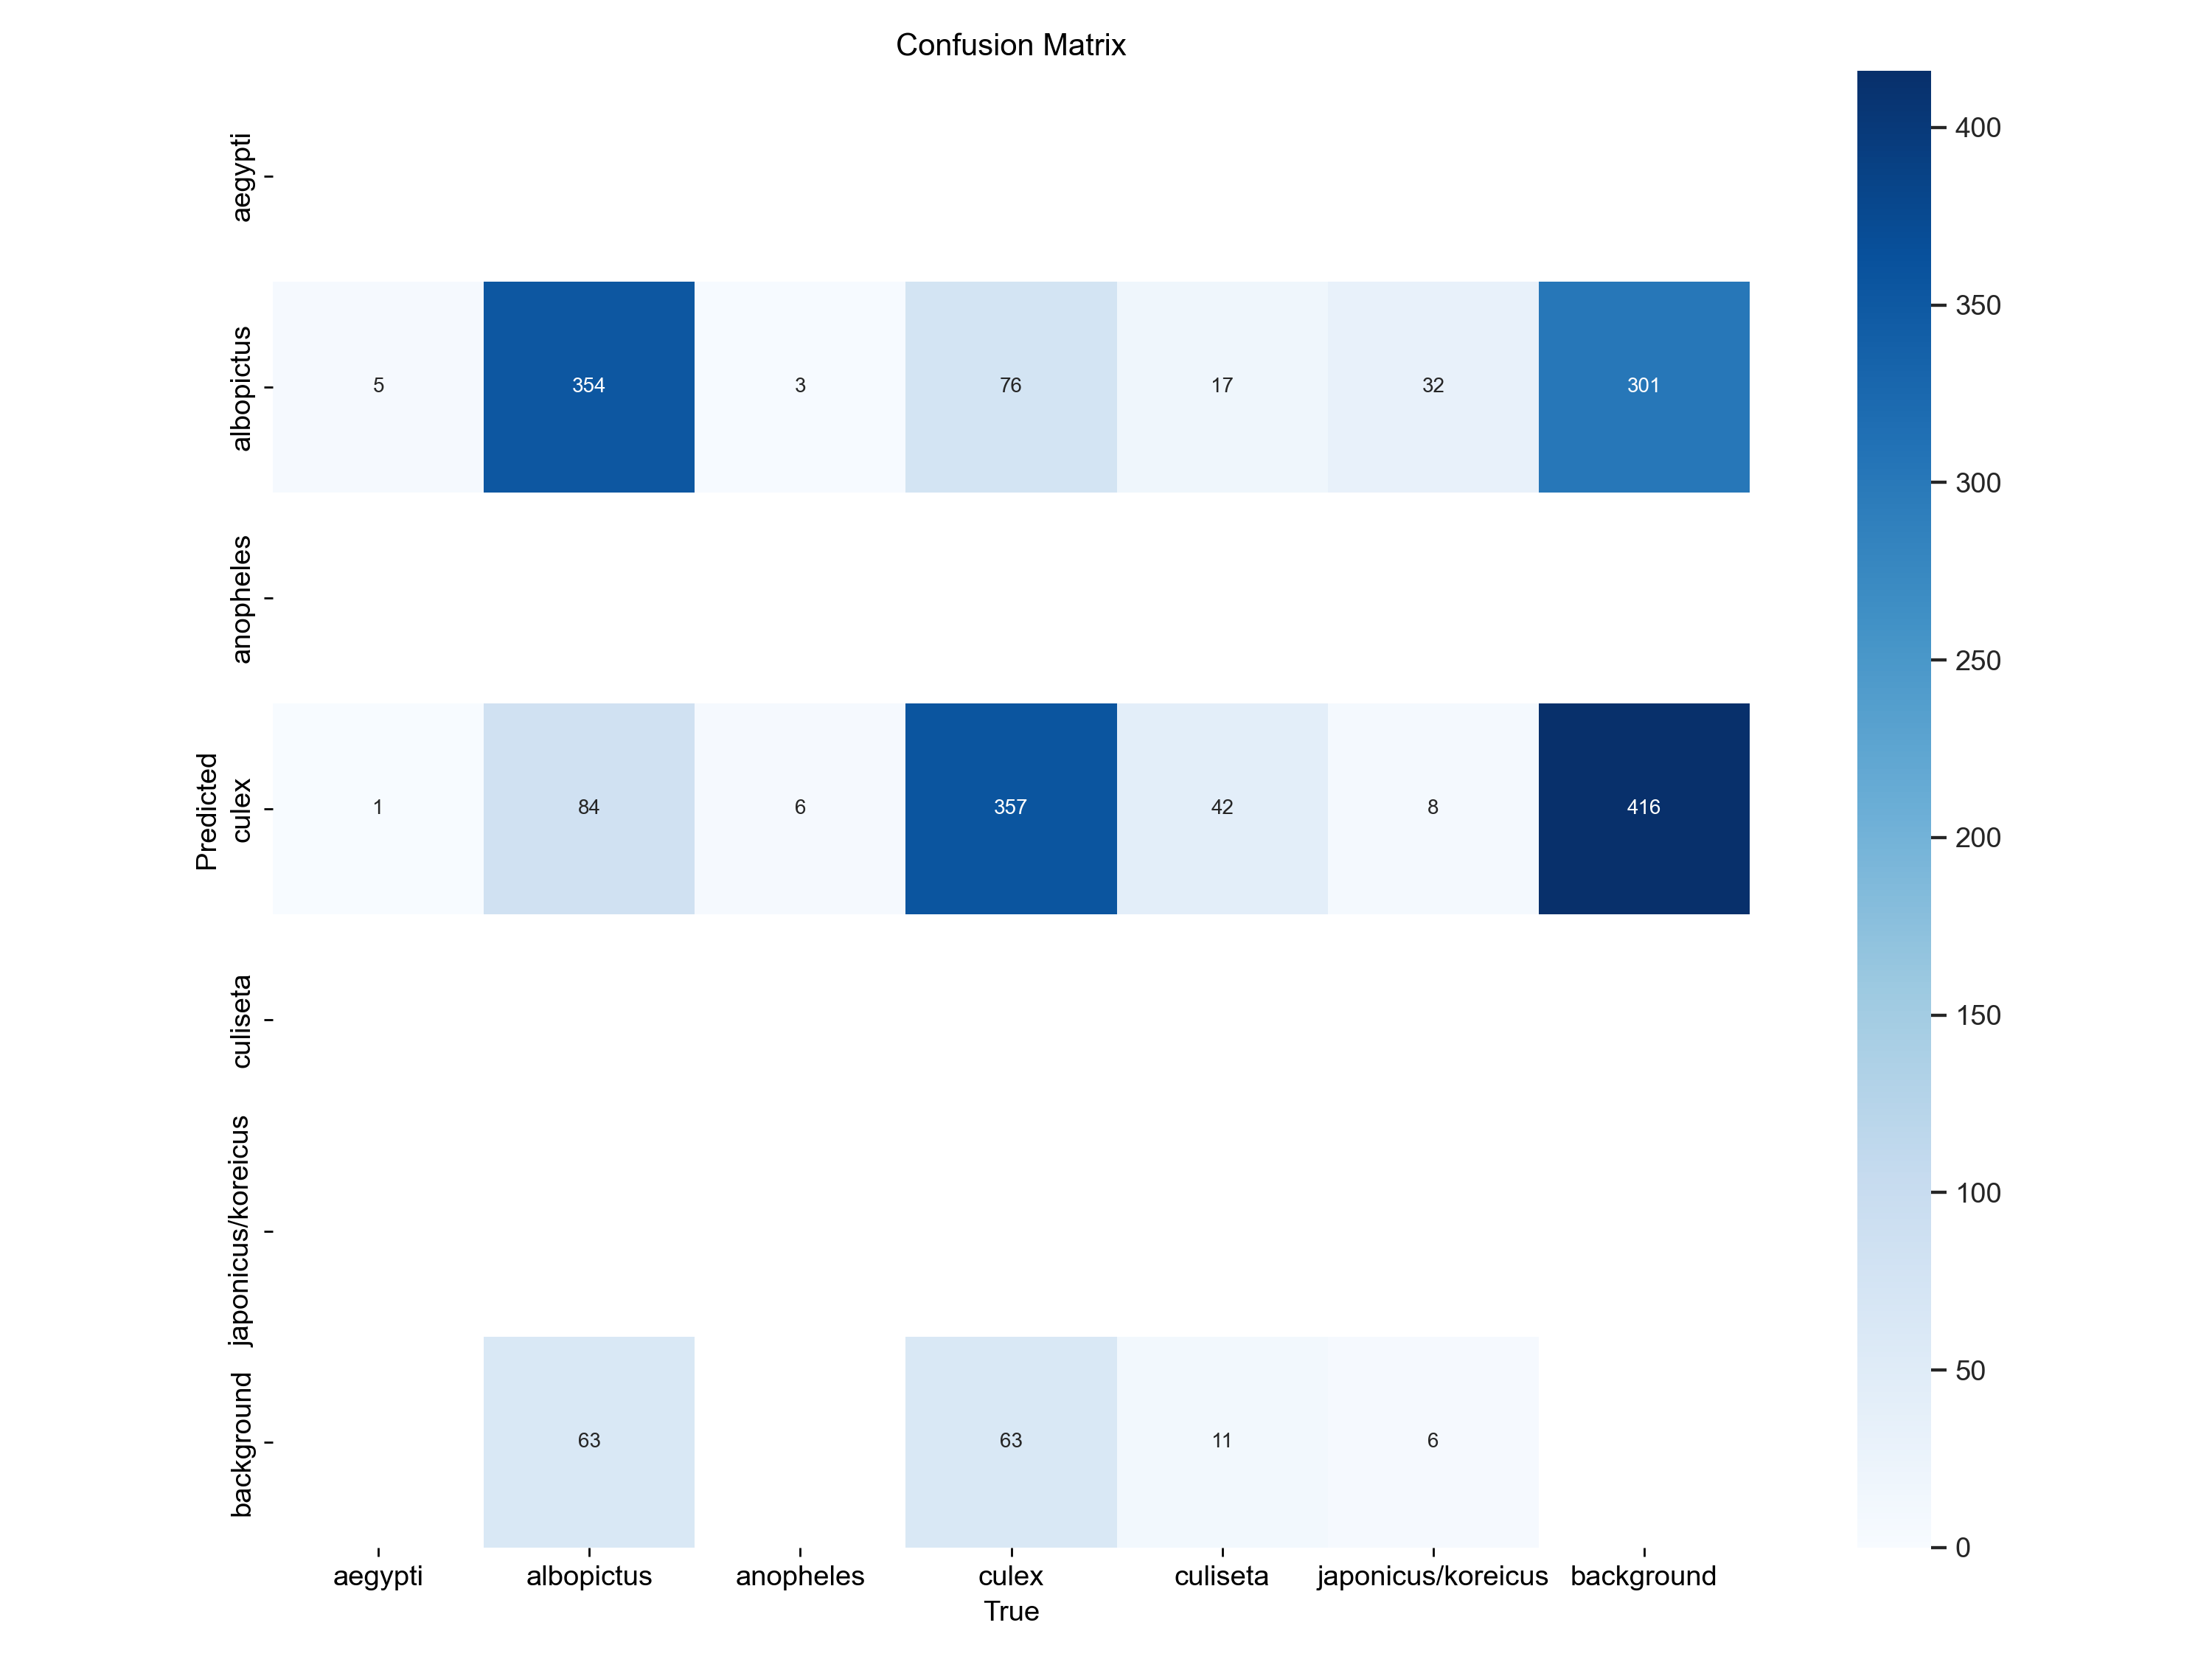 Confusion Matrix
aegypti
albopictus
5 354 3 76 17 32 301
anopheles
Predicted
culex
1 84 6 357 42 8 416
culiseta
japonicus/koreicus
background
63 63 11 6
aegypti albopictus anopheles culex culiseta japonicus/koreicus background
True
400
350
300
250
200
150
100
50
0